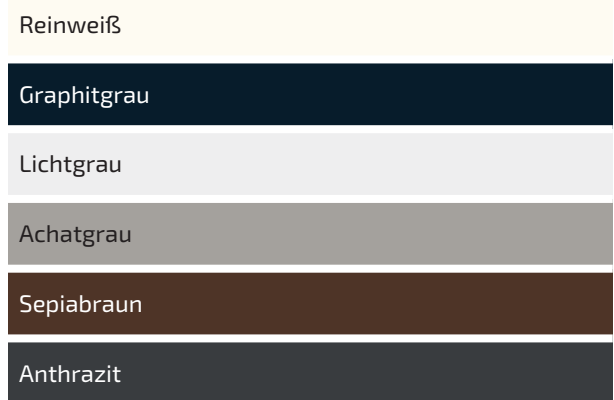 Reinweiß
Graphitgrau
Lichtgrau
Achatgrau
Sepiabraun
Anthrazit